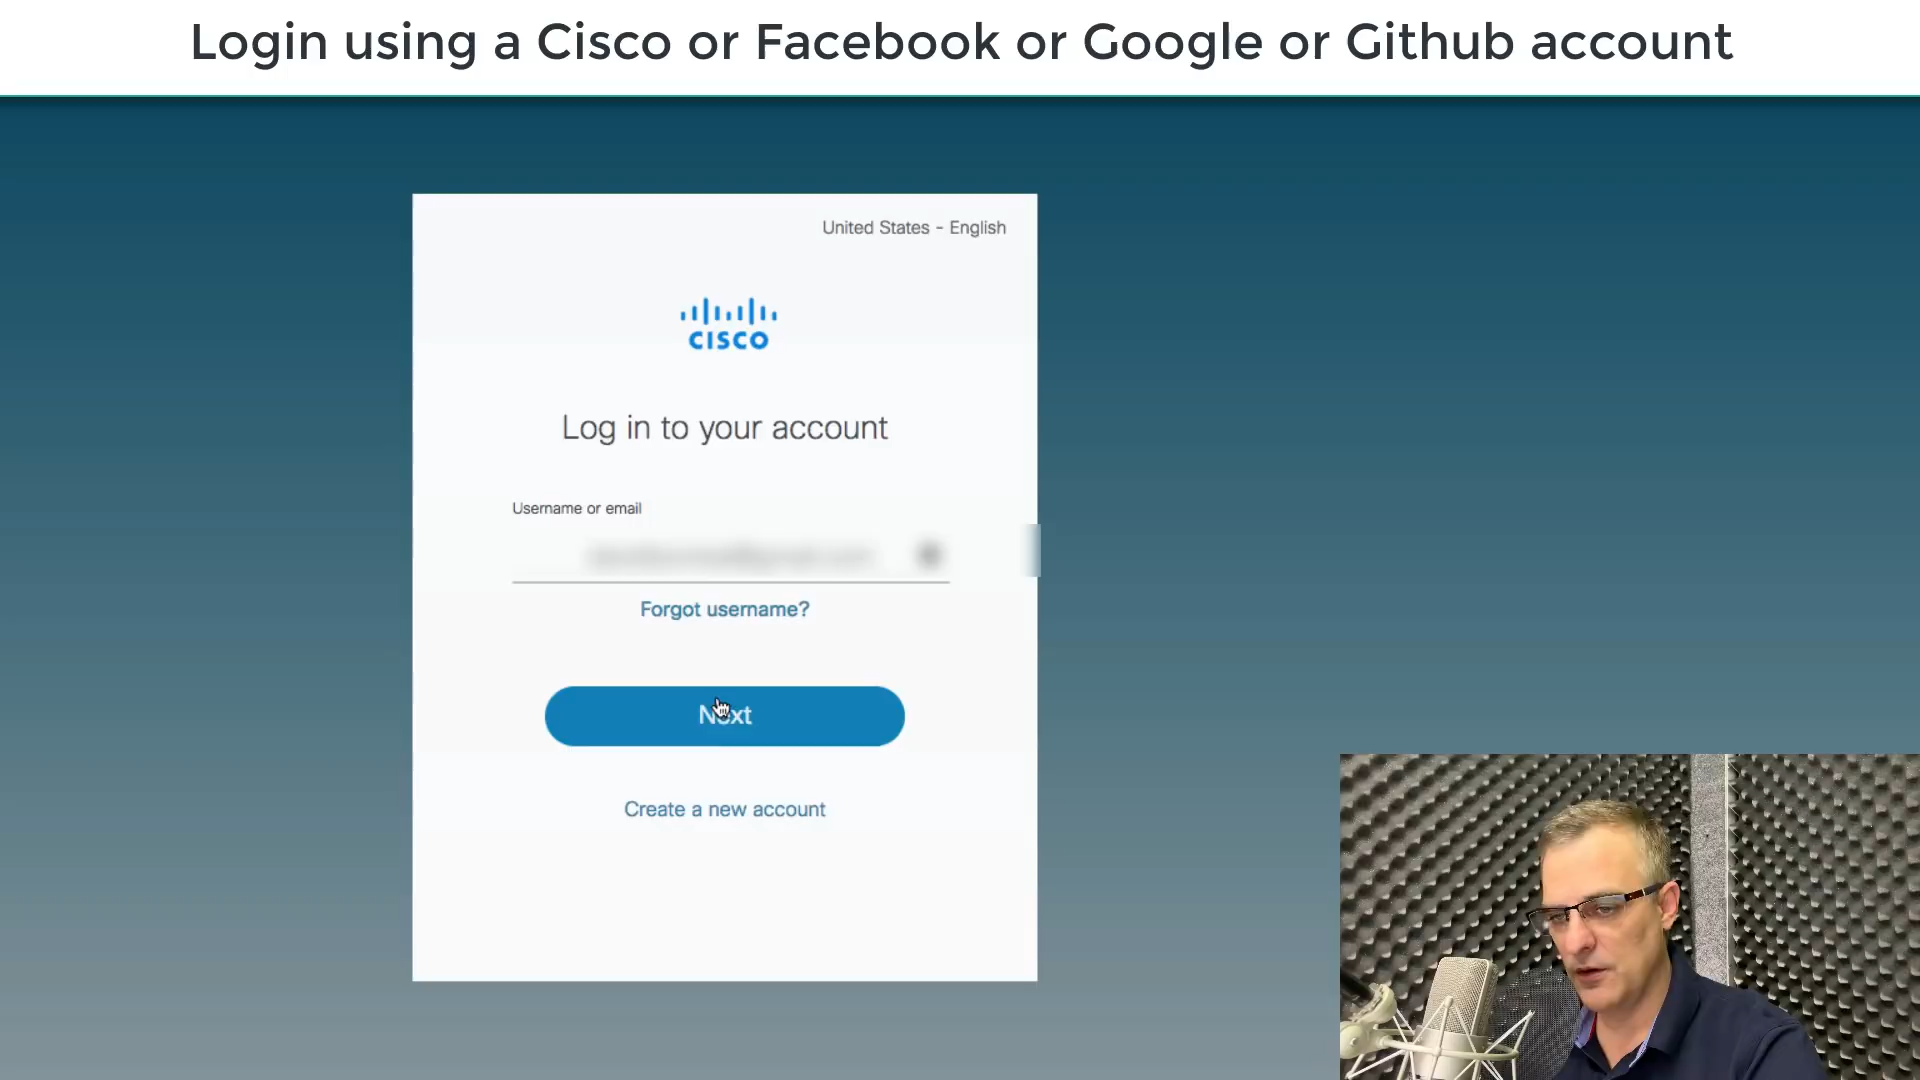 Login using a Cisco or Facebook or Google or Github account
United States - English
CISCO
Log in to your account
Username or email
Forgot username?
Next
Create a new account